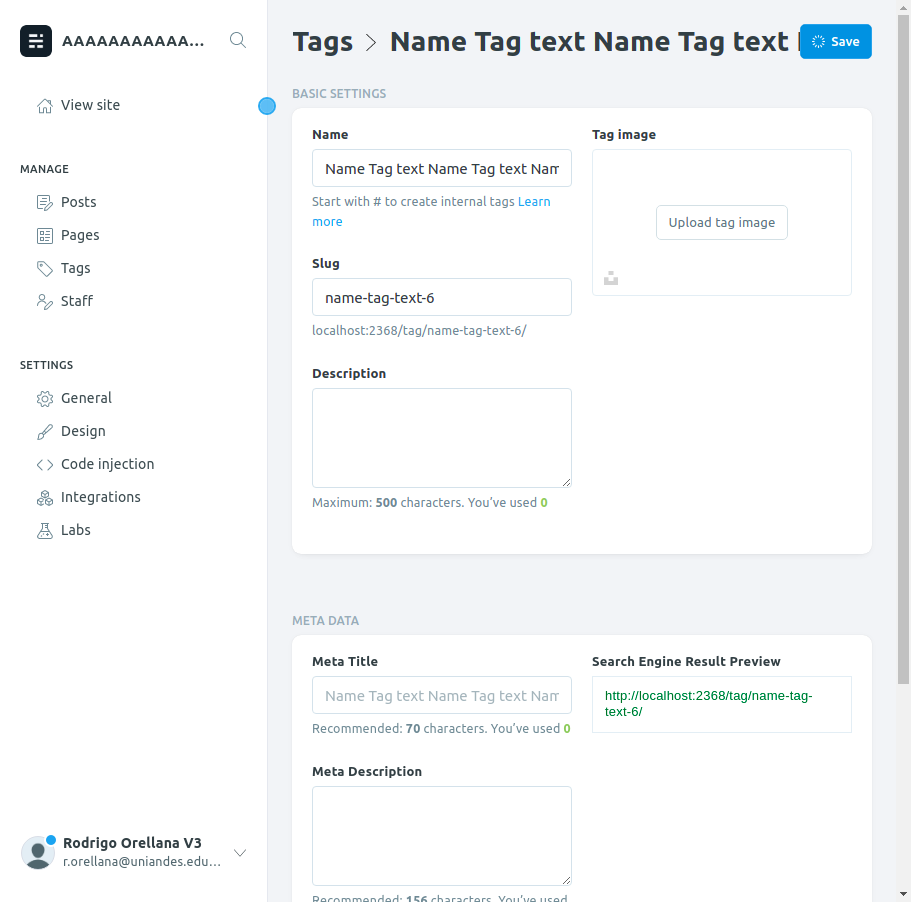 AAAAAAAAAAAA...
View site
MANAGE
Posts
Pages
Tags
Staff
SETTINGS
General
Design
Code injection
Integrations
Labs
Rodrigo Orellana V3
r.orellana@uniandes.edu...
Tags > Name Tag text Name Tag text
Save
BASIC SETTINGS
Name
Name Tag text Name Tag text Nam
Start with # to create internal tags Learn
more
Slug
name-tag-text-6
localhost:2368/tag/name-tag-text-6/
Description
Maximum: 500 characters. You’ve used 0
Tag image
Upload tag image
META DATA
Meta Title
Name Tag text Name Tag text Nam
Recommended: 70 characters. You’ve used 0
Meta Description
Recommended: 156 characters. You’ve used
Search Engine Result Preview
http://localhost:2368/tag/name-tag-
text-6/